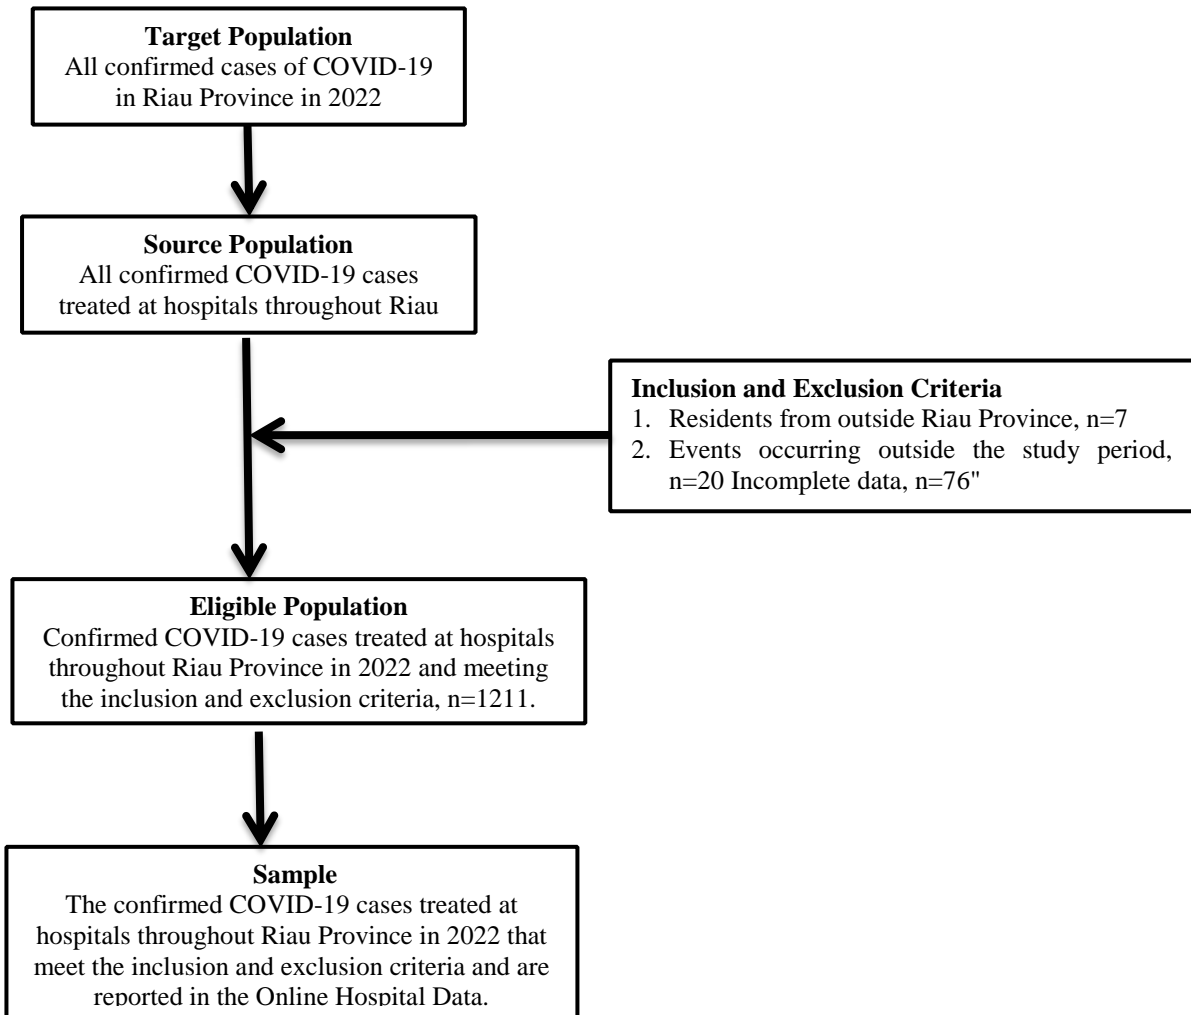 Target Population
All confirmed cases of COVID-19
in Riau Province in 2022
Source Population
All confirmed COVID-19 cases
treated at hospitals throughout Riau
Inclusion and Exclusion Criteria
1. Residents from outside Riau Province, n=7
2. Events occurring outside the study period,
n=20 Incomplete data, n=76"
Eligible Population
Confirmed COVID-19 cases treated at hospitals
throughout Riau Province in 2022 and meeting
the inclusion and exclusion criteria, n=1211.
Sample
The confirmed COVID-19 cases treated at
hospitals throughout Riau Province in 2022 that
meet the inclusion and exclusion criteria and are
reported in the Online Hospital Data.